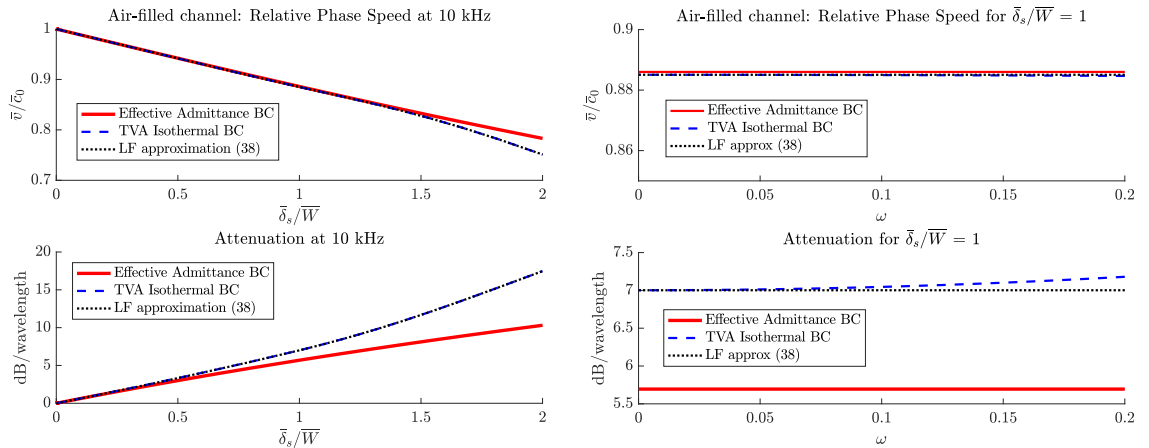 Air-filled channel: Relative Phase Speed at 10 kHz
1
0.9
0.8
0.7
v̄/c̄₀
Effective Admittance BC
TVA Isothermal BC
LF approximation (38)
0
0.5
1
1.5
2
δ̄ₛ/W̅
Air-filled channel: Relative Phase Speed for δ̄ₛ/W̅ = 1
0.9
0.88
0.86
v̄/c̄₀
Effective Admittance BC
TVA Isothermal BC
LF approx (38)
0
0.05
0.1
0.15
0.2
ω
Attenuation at 10 kHz
20
15
10
5
0
dB/wavelength
Effective Admittance BC
TVA Isothermal BC
LF approximation (38)
0
0.5
1
1.5
2
δ̄ₛ/W̅
Attenuation for δ̄ₛ/W̅ = 1
7.5
7
6.5
6
5.5
dB/wavelength
Effective Admittance BC
TVA Isothermal BC
LF approx (38)
0
0.05
0.1
0.15
0.2
ω